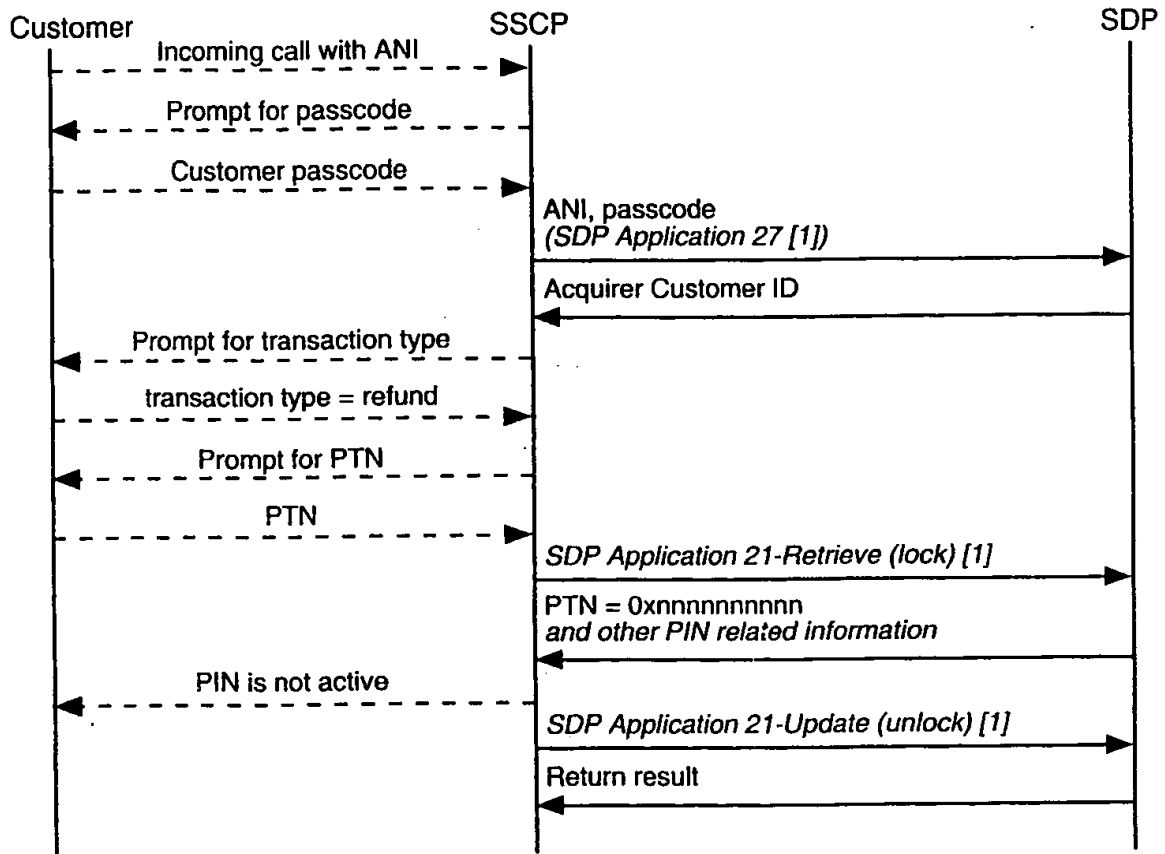 Customer
SSCP
SDP
Incoming call with ANI
Prompt for passcode
Customer passcode
ANI, passcode
(SDP Application 27 [1])
Acquirer Customer ID
Prompt for transaction type
transaction type = refund
Prompt for PTN
PTN
SDP Application 21-Retrieve (lock) [1]
PTN = 0xnnnnnnnnnn
and other PIN related information
PIN is not active
SDP Application 21-Update (unlock) [1]
Return result